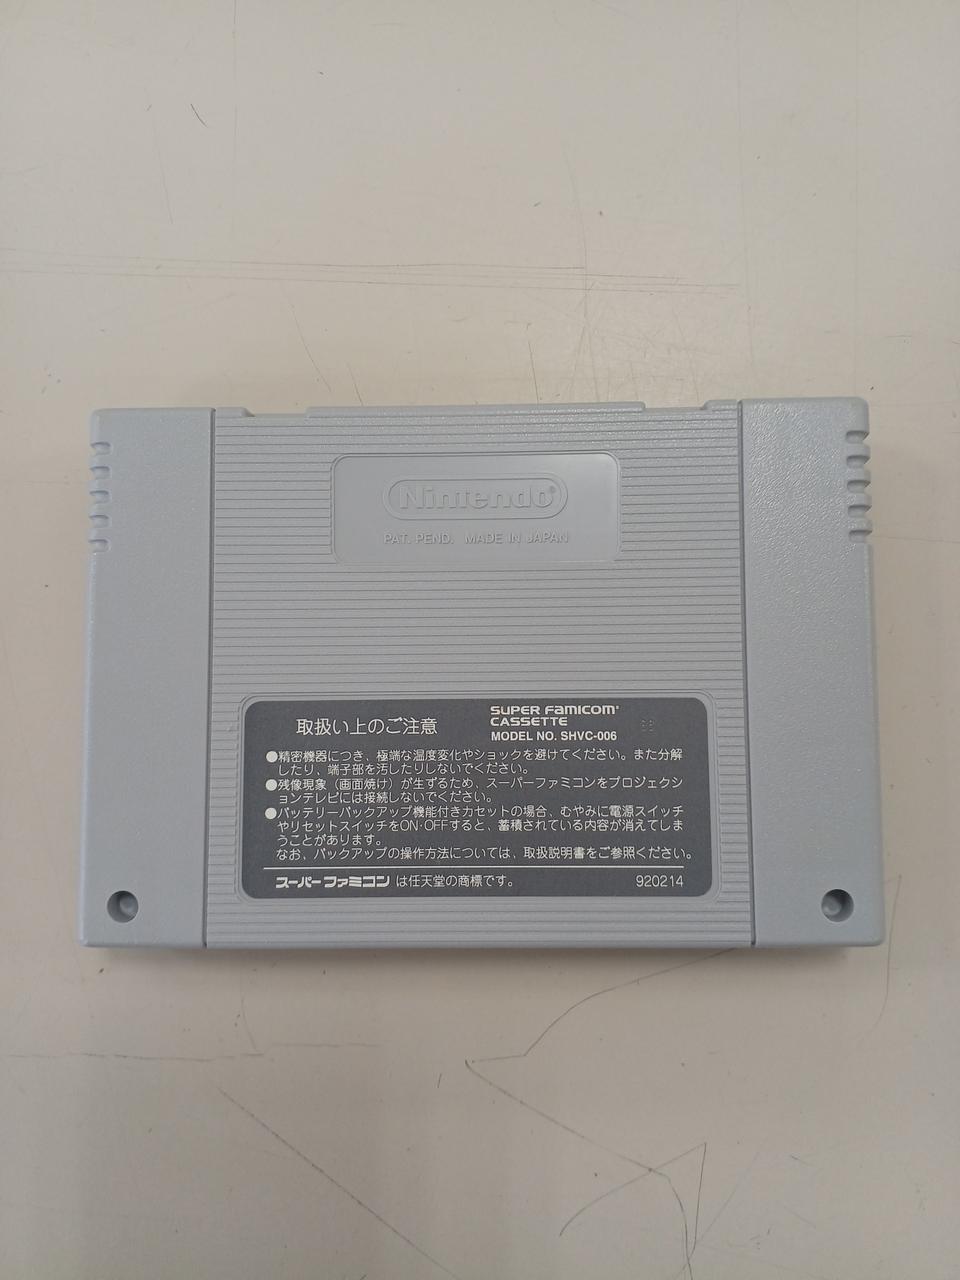 Nintendo®
PAT. PEND. MADE IN JAPAN
取扱い上のご注意
SUPER FAMICOM®
CASSETTE
MODEL NO. SHVC-006
●精密機器につき、極端な温度変化やショックを避けてください。また分解
したり、端子部を汚したりしないでください。
●残像現象（画面焼け）が生ずるため、スーパーファミコンをプロジェクシ
ョンテレビには接続しないでください。
●バッテリーバックアップ機能付きカセットの場合、むやみに電源スイッチ
やリセットスイッチをON・OFFすると、蓄積されている内容が消えてしま
うことがあります。
なお、バックアップの操作方法については、取扱説明書をご参照ください。
スーパーファミコン は任天堂の商標です。
920214